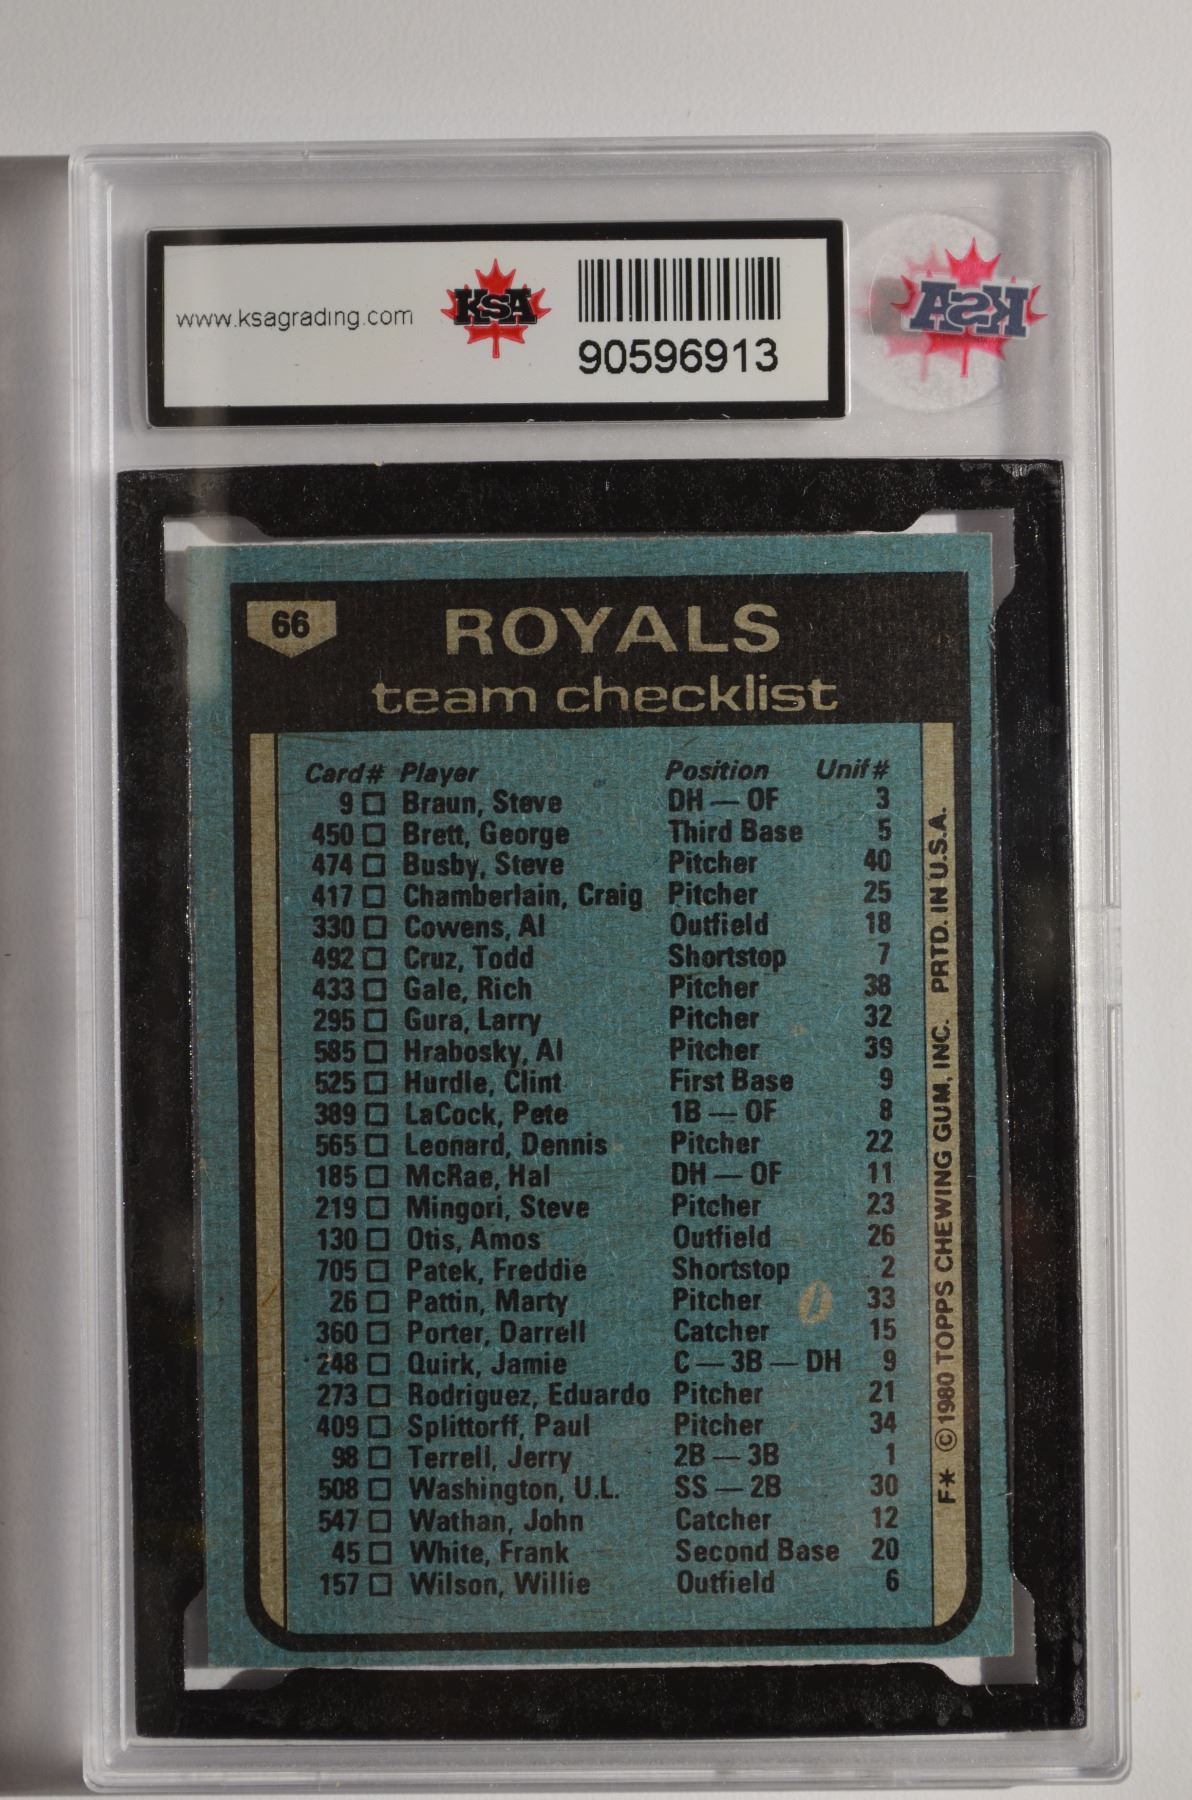 www.ksagrading.com
KSA
90596913
KSA
66
ROYALS
team checklist
Card# Player Position Unif#
9 □ Braun, Steve DH — OF 3
450 □ Brett, George Third Base 5
474 □ Busby, Steve Pitcher 40
417 □ Chamberlain, Craig Pitcher 25
330 □ Cowens, Al Outfield 18
492 □ Cruz, Todd Shortstop 7
433 □ Gale, Rich Pitcher 38
295 □ Gura, Larry Pitcher 32
585 □ Hrabosky, Al Pitcher 39
525 □ Hurdle, Clint First Base 9
389 □ LaCock, Pete 1B — OF 8
565 □ Leonard, Dennis Pitcher 22
185 □ McRae, Hal DH — OF 11
219 □ Mingori, Steve Pitcher 23
130 □ Otis, Amos Outfield 26
705 □ Patek, Freddie Shortstop 2
26 □ Pattin, Marty Pitcher 33
360 □ Porter, Darrell Catcher 15
248 □ Quirk, Jamie C — 3B — DH 9
273 □ Rodriguez, Eduardo Pitcher 21
409 □ Splittorff, Paul Pitcher 34
98 □ Terrell, Jerry 2B — 3B 1
508 □ Washington, U.L. SS — 2B 30
547 □ Wathan, John Catcher 12
45 □ White, Frank Second Base 20
157 □ Wilson, Willie Outfield 6
F* © 1980 TOPPS CHEWING GUM, INC. PRTD. IN U.S.A.